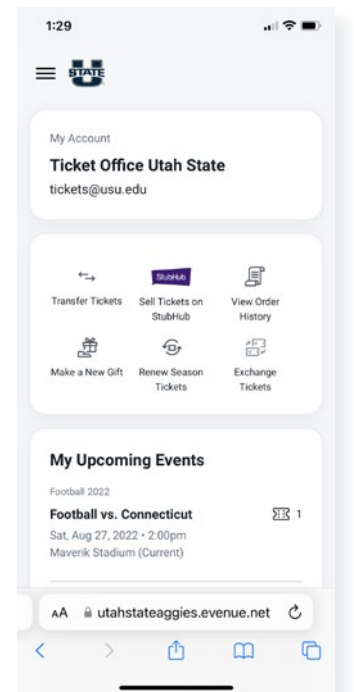 1:29
STATE
My Account
Ticket Office Utah State
tickets@usu.edu
StubHub
Transfer Tickets
Sell Tickets on
StubHub
View Order
History
Make a New Gift
Renew Season
Tickets
Exchange
Tickets
My Upcoming Events
Football 2022
Football vs. Connecticut
1
Sat, Aug 27, 2022 • 2:00pm
Maverik Stadium (Current)
AA utahstateaggies.evenue.net